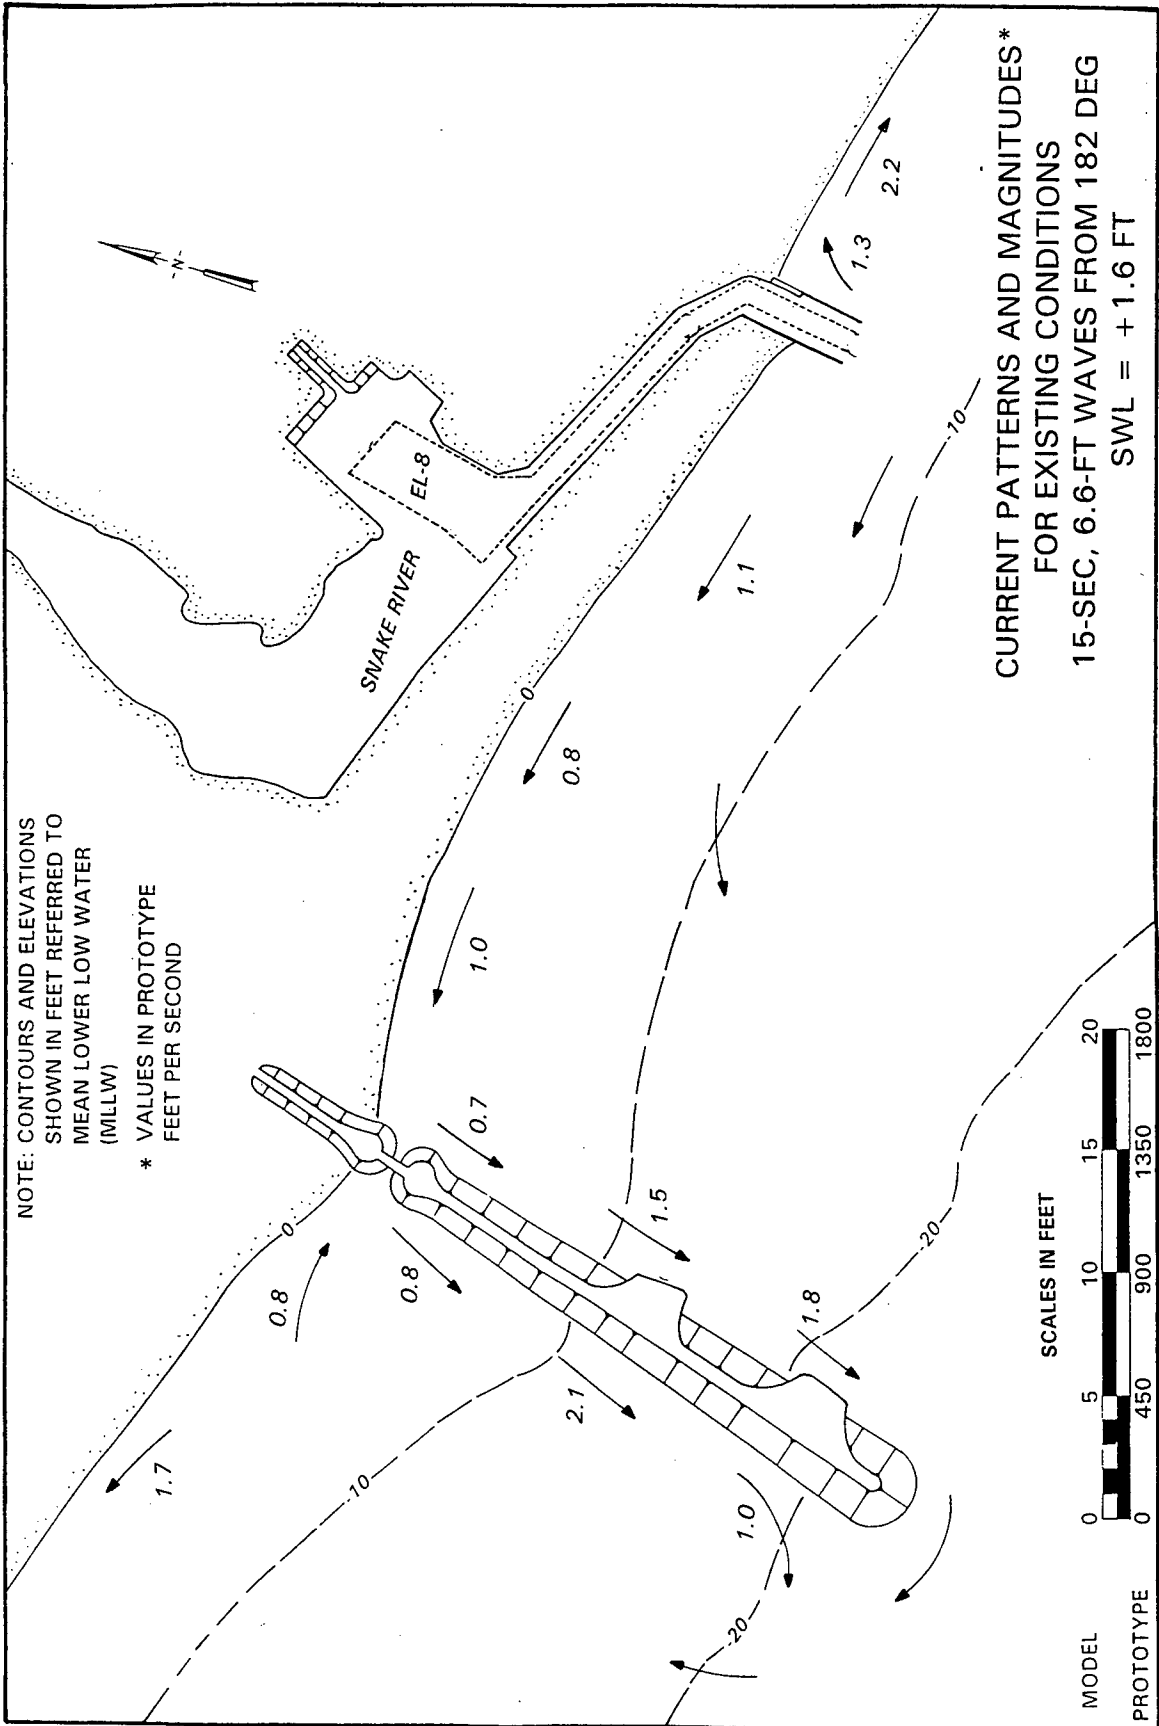 NOTE: CONTOURS AND ELEVATIONS
SHOWN IN FEET REFERRED TO
MEAN LOWER LOW WATER
(MLLW)
* VALUES IN PROTOTYPE
FEET PER SECOND
-N-
SNAKE RIVER
EL-8
0
0
-10
-10
-20
-20
1.7
0.8
0.8
2.1
1.0
0.7
1.5
1.8
1.0
0.8
1.1
1.3
2.2
CURRENT PATTERNS AND MAGNITUDES*
FOR EXISTING CONDITIONS
15-SEC, 6.6-FT WAVES FROM 182 DEG
SWL = +1.6 FT
SCALES IN FEET
MODEL 0 5 10 15 20
PROTOTYPE 0 450 900 1350 1800